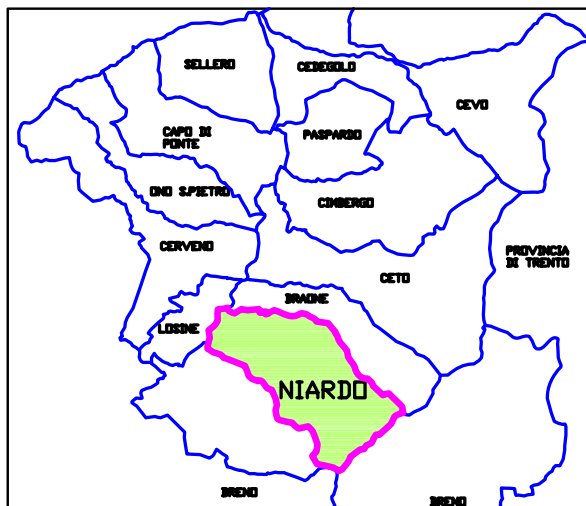 SELLERO
CEDEGOLO
CEVO
CAPO DI
PONTE
PASPARDO
ONO S.PIETRO
CIMBERGO
CERVENO
PROVINCIA
DI TRENTO
CETO
BRAONE
LOSINE
NIARDO
BRENO
BRENO